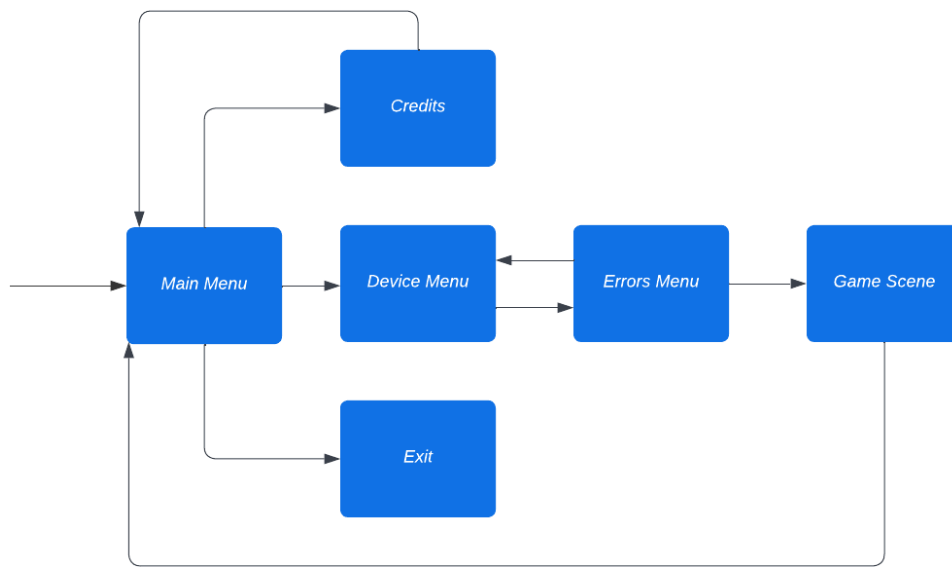 Credits
Main Menu
Device Menu
Errors Menu
Game Scene
Exit